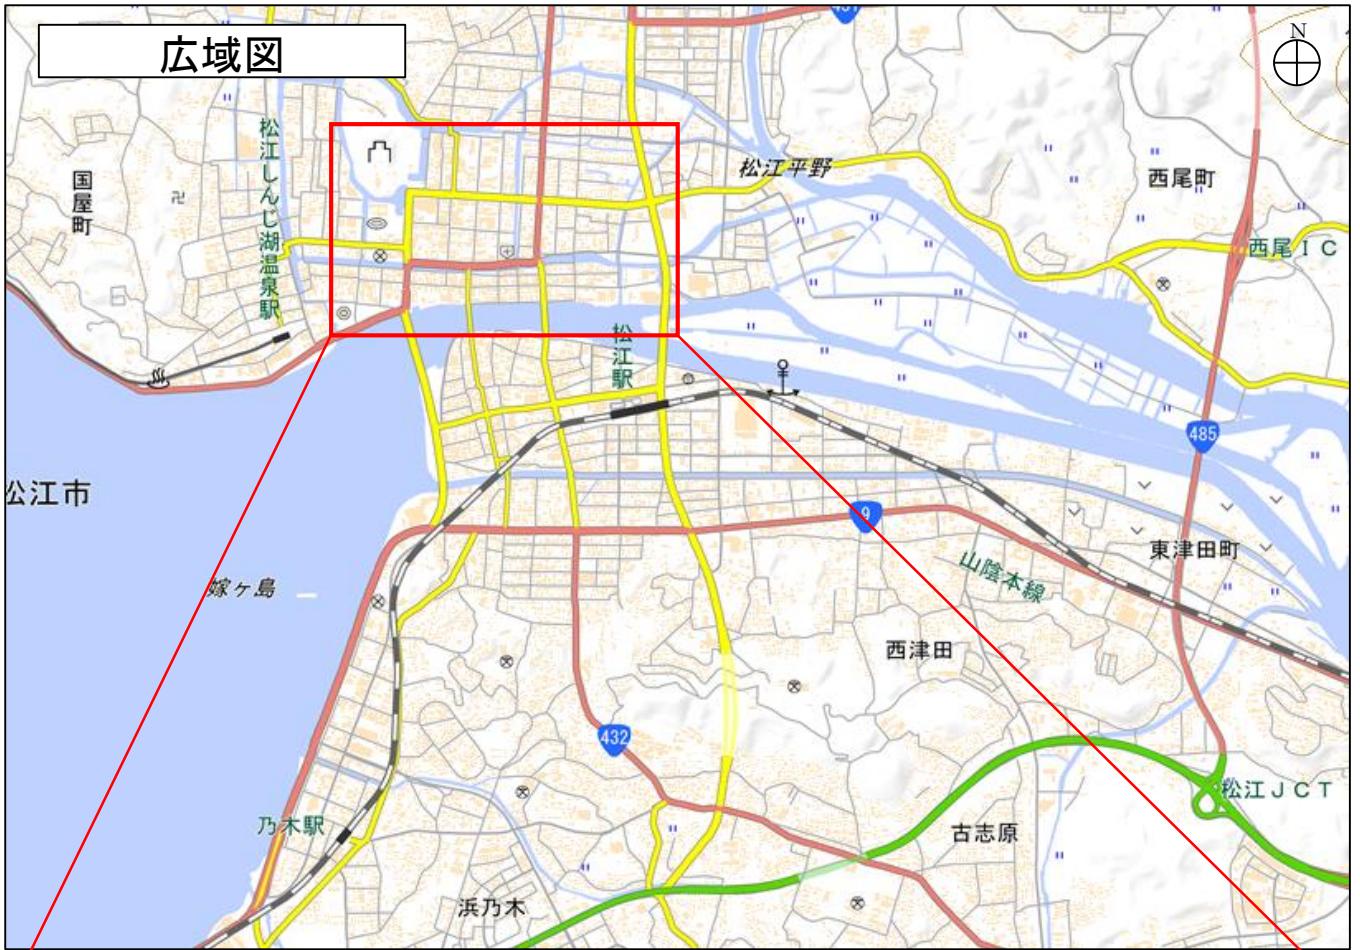 広域図
431
N
松江しんじ湖温泉駅
国屋町
松江平野
西尾町
西尾IC
松江駅
485
松江市
9
東津田町
山陰本線
嫁ヶ島
西津田
432
松江JCT
乃木駅
古志原
浜乃木